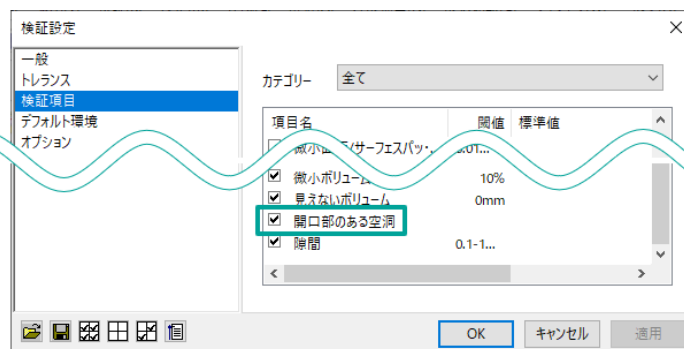 検証設定
一般
トレランス
検証項目
デフォルト環境
オプション
カテゴリー 全て
項目名 閾値 標準値
微小ボリューム 10%
見えないボリューム 0mm
開口部のある空洞
隙間 0.1-1...
OK キャンセル 適用